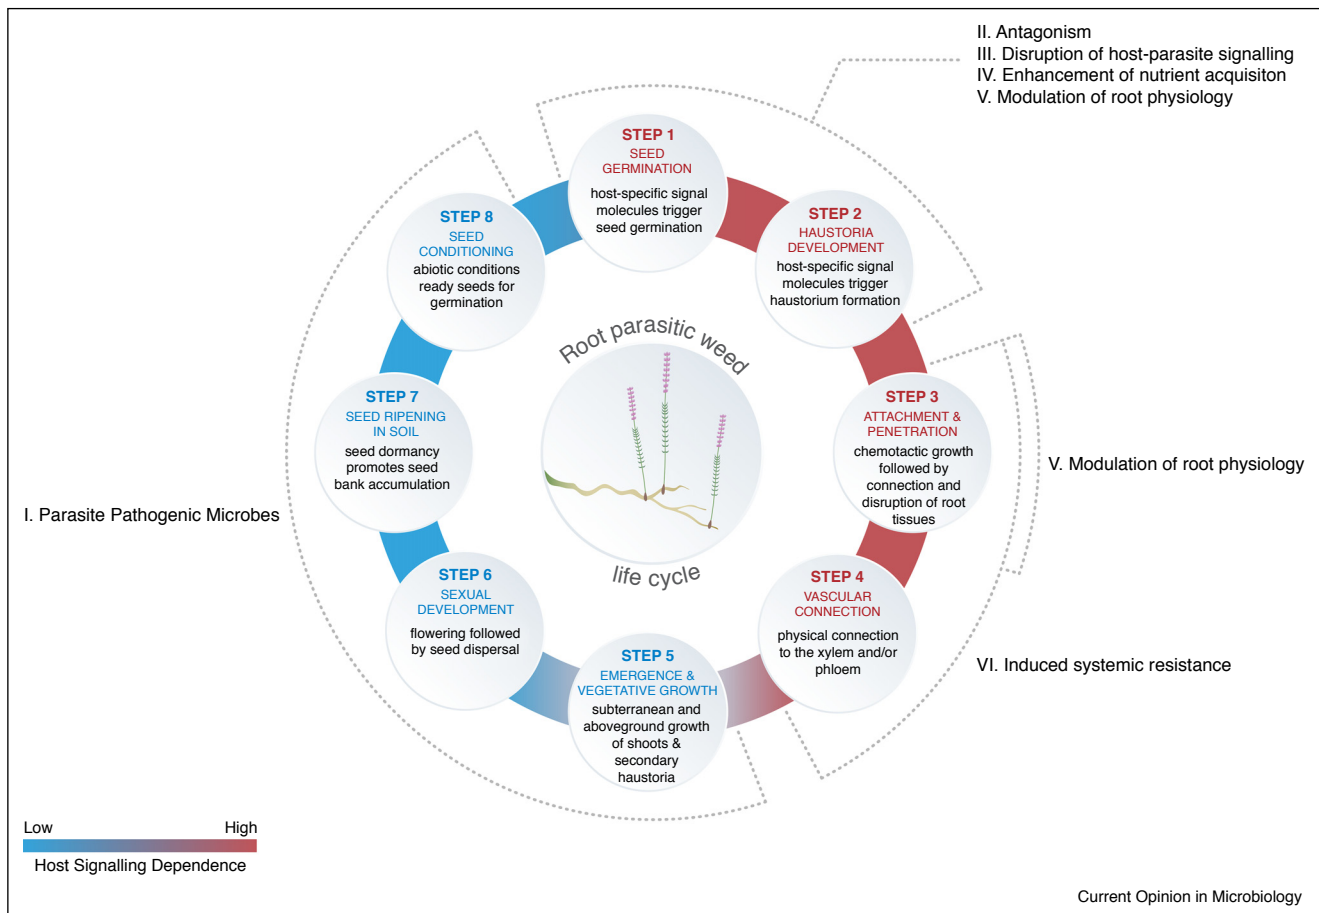 II. Antagonism
III. Disruption of host-parasite signalling
IV. Enhancement of nutrient acquisiton
V. Modulation of root physiology
STEP 1
SEED
GERMINATION
host-specific signal
molecules trigger
seed germination
STEP 2
HAUSTORIA
DEVELOPMENT
host-specific signal
molecules trigger
haustorium formation
STEP 3
ATTACHMENT &
PENETRATION
chemotactic growth
followed by
connection and
disruption of root
tissues
V. Modulation of root physiology
STEP 4
VASCULAR
CONNECTION
physical connection
to the xylem and/or
phloem
VI. Induced systemic resistance
STEP 5
EMERGENCE &
VEGETATIVE GROWTH
subterranean and
aboveground growth
of shoots &
secondary
haustoria
STEP 6
SEXUAL
DEVELOPMENT
flowering followed
by seed dispersal
STEP 7
SEED RIPENING
IN SOIL
seed dormancy
promotes seed
bank accumulation
STEP 8
SEED
CONDITIONING
abiotic conditions
ready seeds for
germination
I. Parasite Pathogenic Microbes
Root parasitic weed
life cycle
Low High
Host Signalling Dependence
Current Opinion in Microbiology